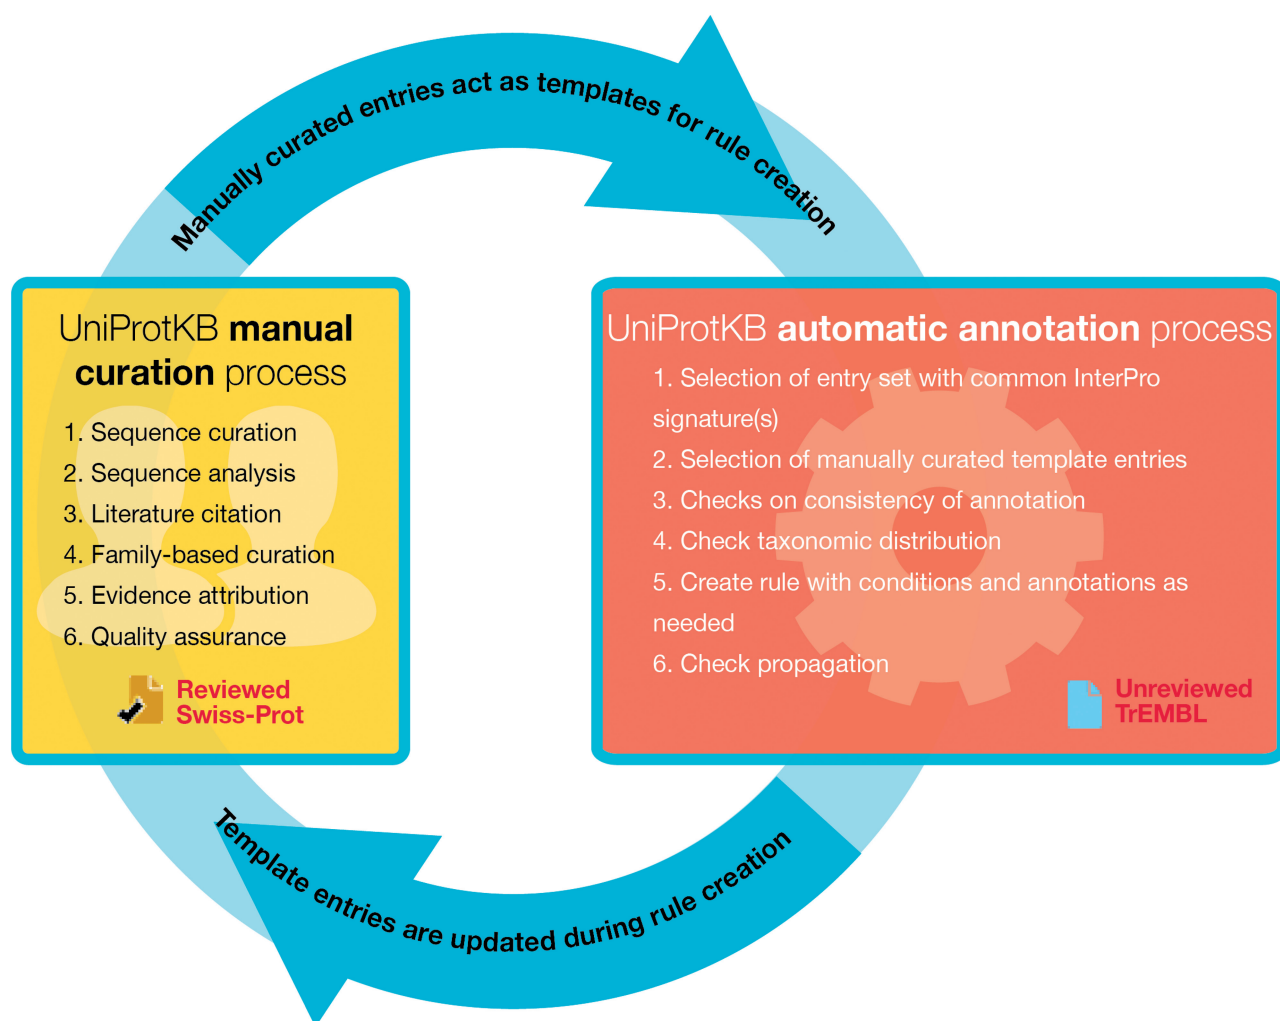 Manually curated entries act as templates for rule creation
UniProtKB manual
curation process
1. Sequence curation
2. Sequence analysis
3. Literature citation
4. Family-based curation
5. Evidence attribution
6. Quality assurance
Reviewed
Swiss-Prot
UniProtKB automatic annotation process
1. Selection of entry set with common InterPro
signature(s)
2. Selection of manually curated template entries
3. Checks on consistency of annotation
4. Check taxonomic distribution
5. Create rule with conditions and annotations as
needed
6. Check propagation
Unreviewed
TrEMBL
Template entries are updated during rule creation